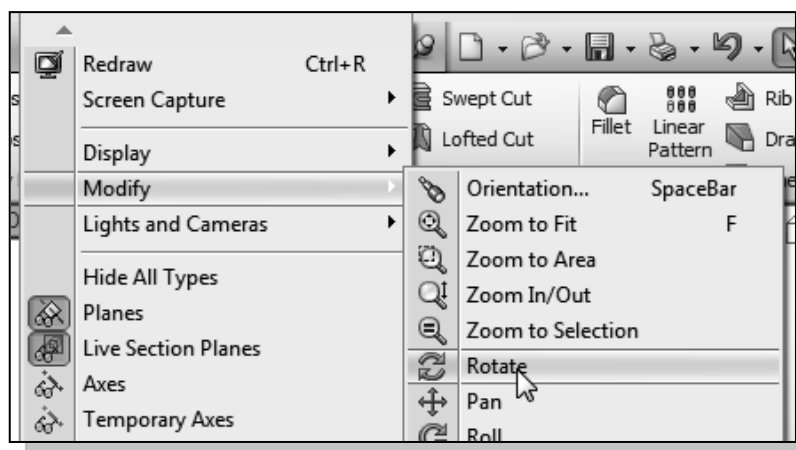 Redraw Ctrl+R
Screen Capture
Display
Modify
Lights and Cameras
Hide All Types
Planes
Live Section Planes
Axes
Temporary Axes
Swept Cut
Lofted Cut
Fillet
Linear
Pattern
Rib
Dra
Orientation... SpaceBar
Zoom to Fit F
Zoom to Area
Zoom In/Out
Zoom to Selection
Rotate
Pan
Roll